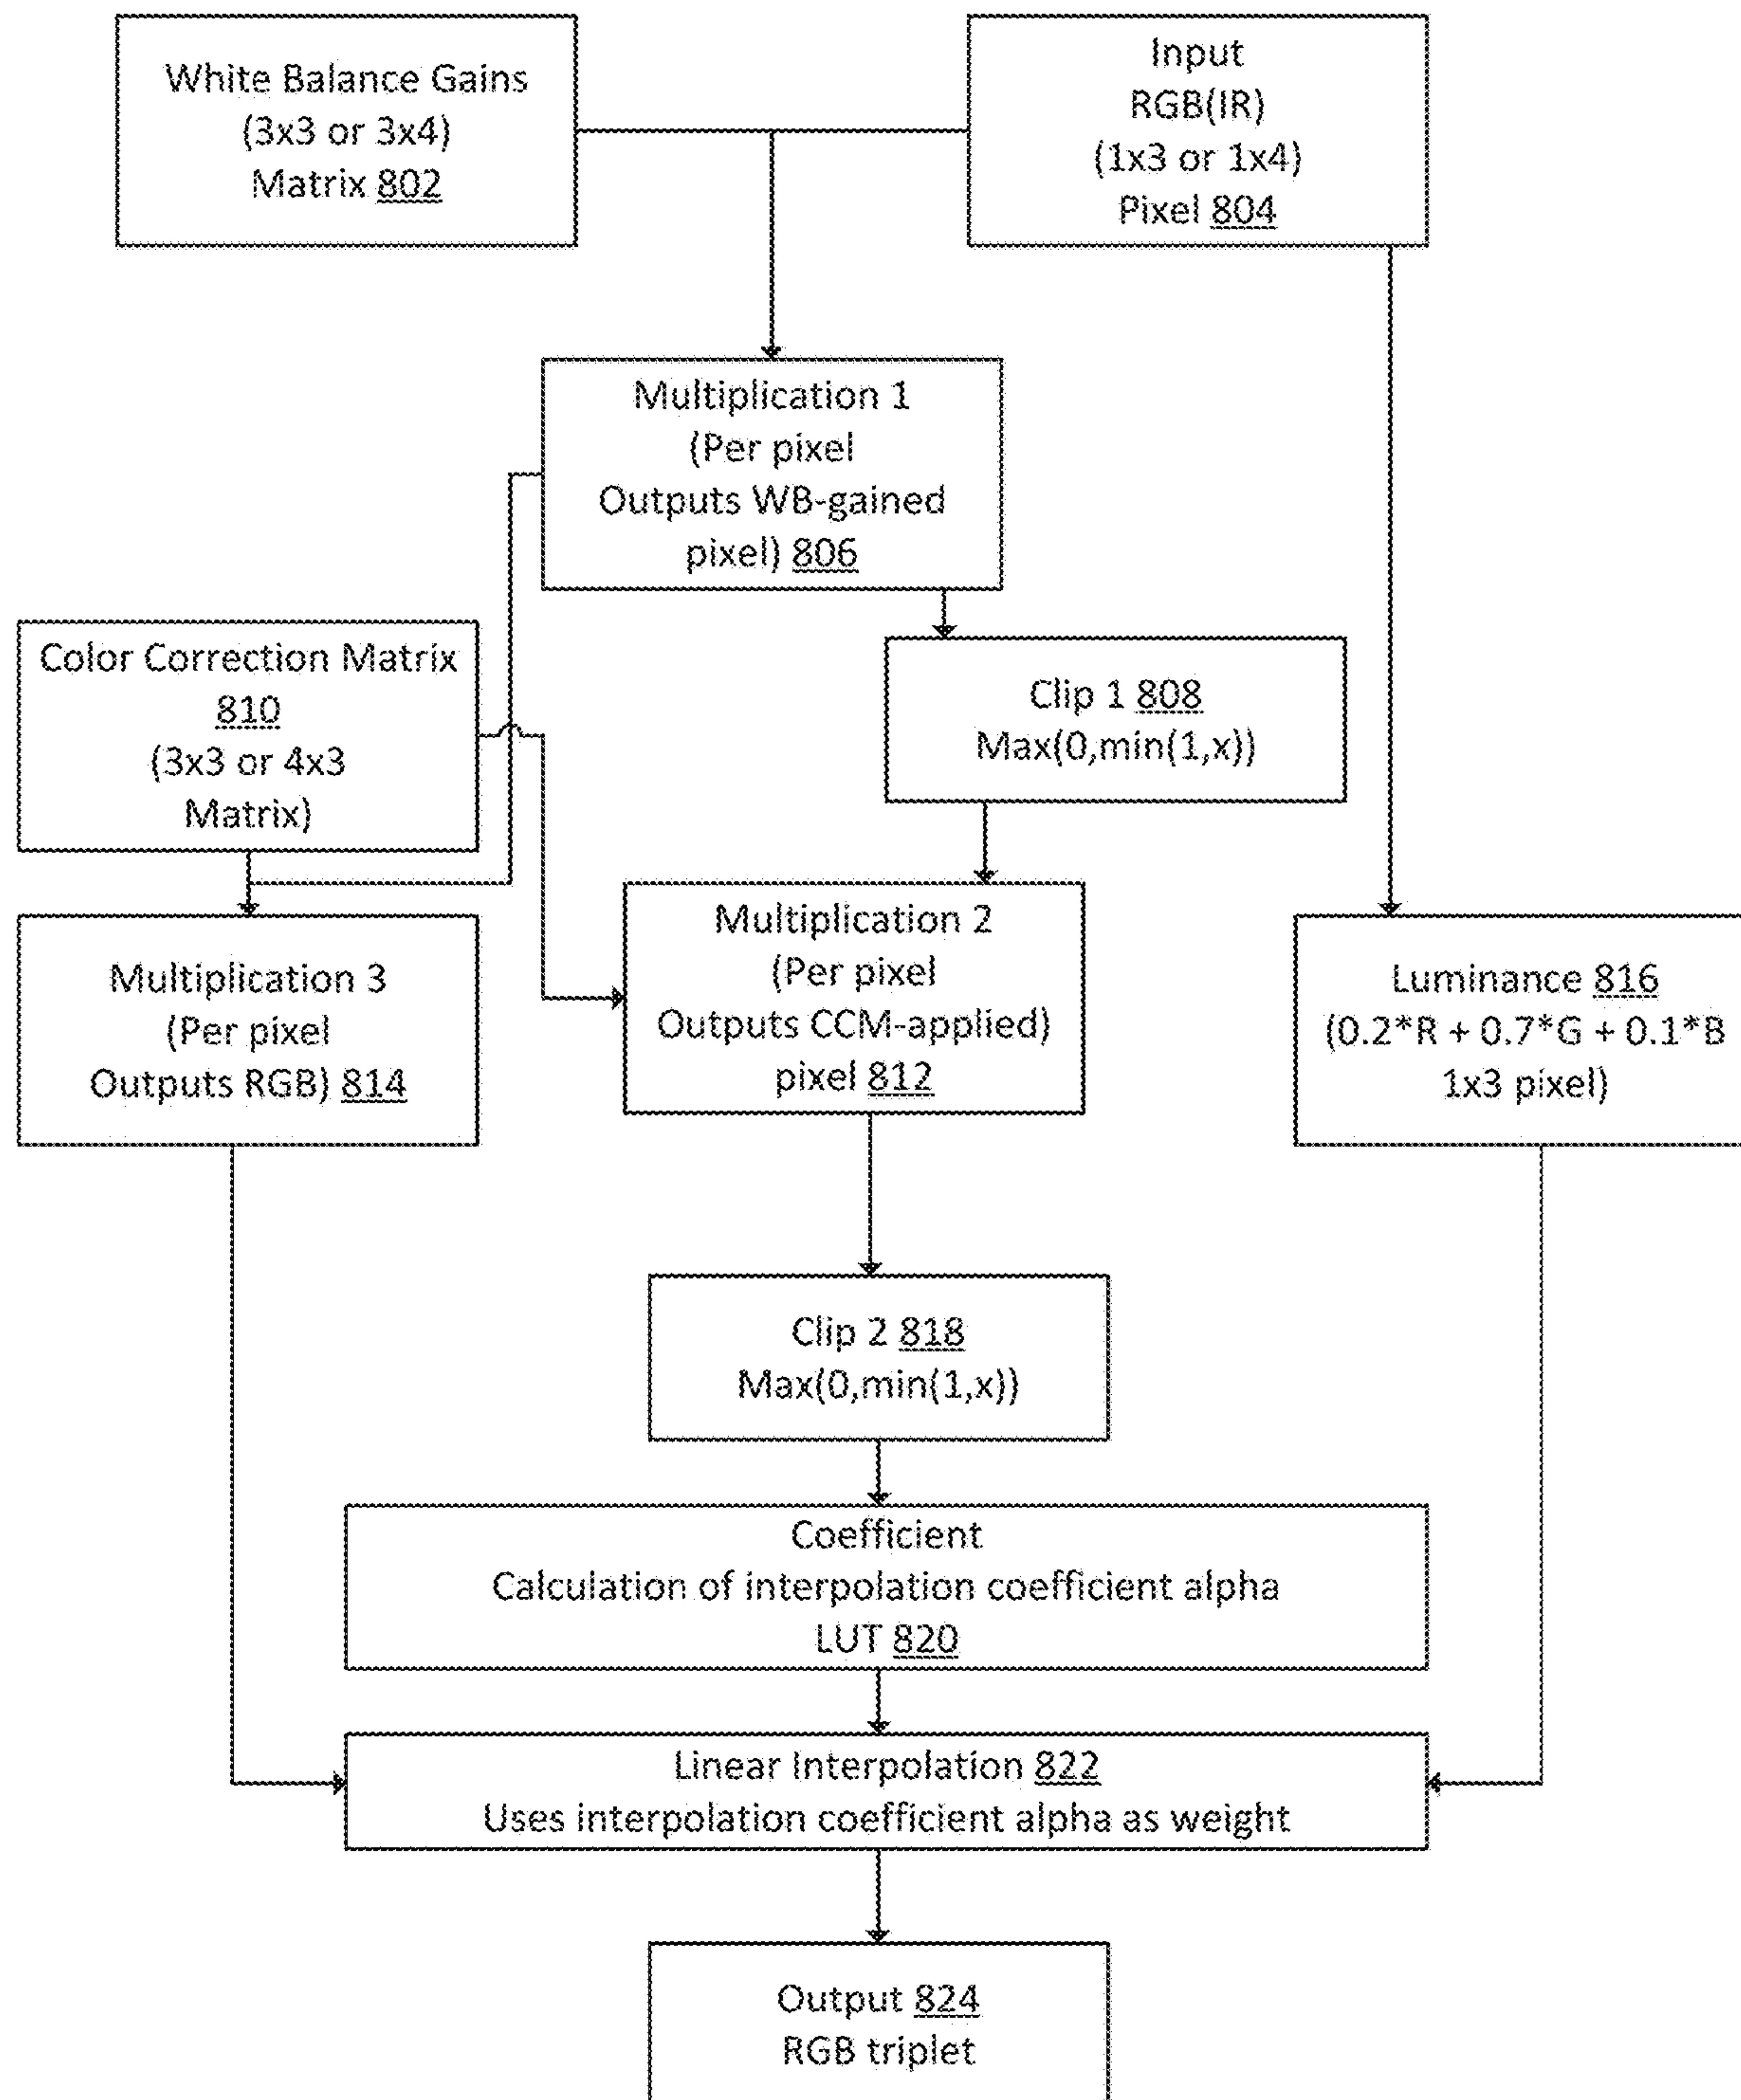 White Balance Gains
(3x3 or 3x4)
Matrix 802
Input
RGB(IR)
(1x3 or 1x4)
Pixel 804
Multiplication 1
(Per pixel
Outputs WB-gained
pixel) 806
Color Correction Matrix
810
(3x3 or 4x3
Matrix)
Clip 1 808
Max(0,min(1,x))
Multiplication 3
(Per pixel
Outputs RGB) 814
Multiplication 2
(Per pixel
Outputs CCM-applied)
pixel 812
Luminance 816
(0.2*R + 0.7*G + 0.1*B
1x3 pixel)
Clip 2 818
Max(0,min(1,x))
Coefficient
Calculation of interpolation coefficient alpha
LUT 820
Linear Interpolation 822
Uses interpolation coefficient alpha as weight
Output 824
RGB triplet